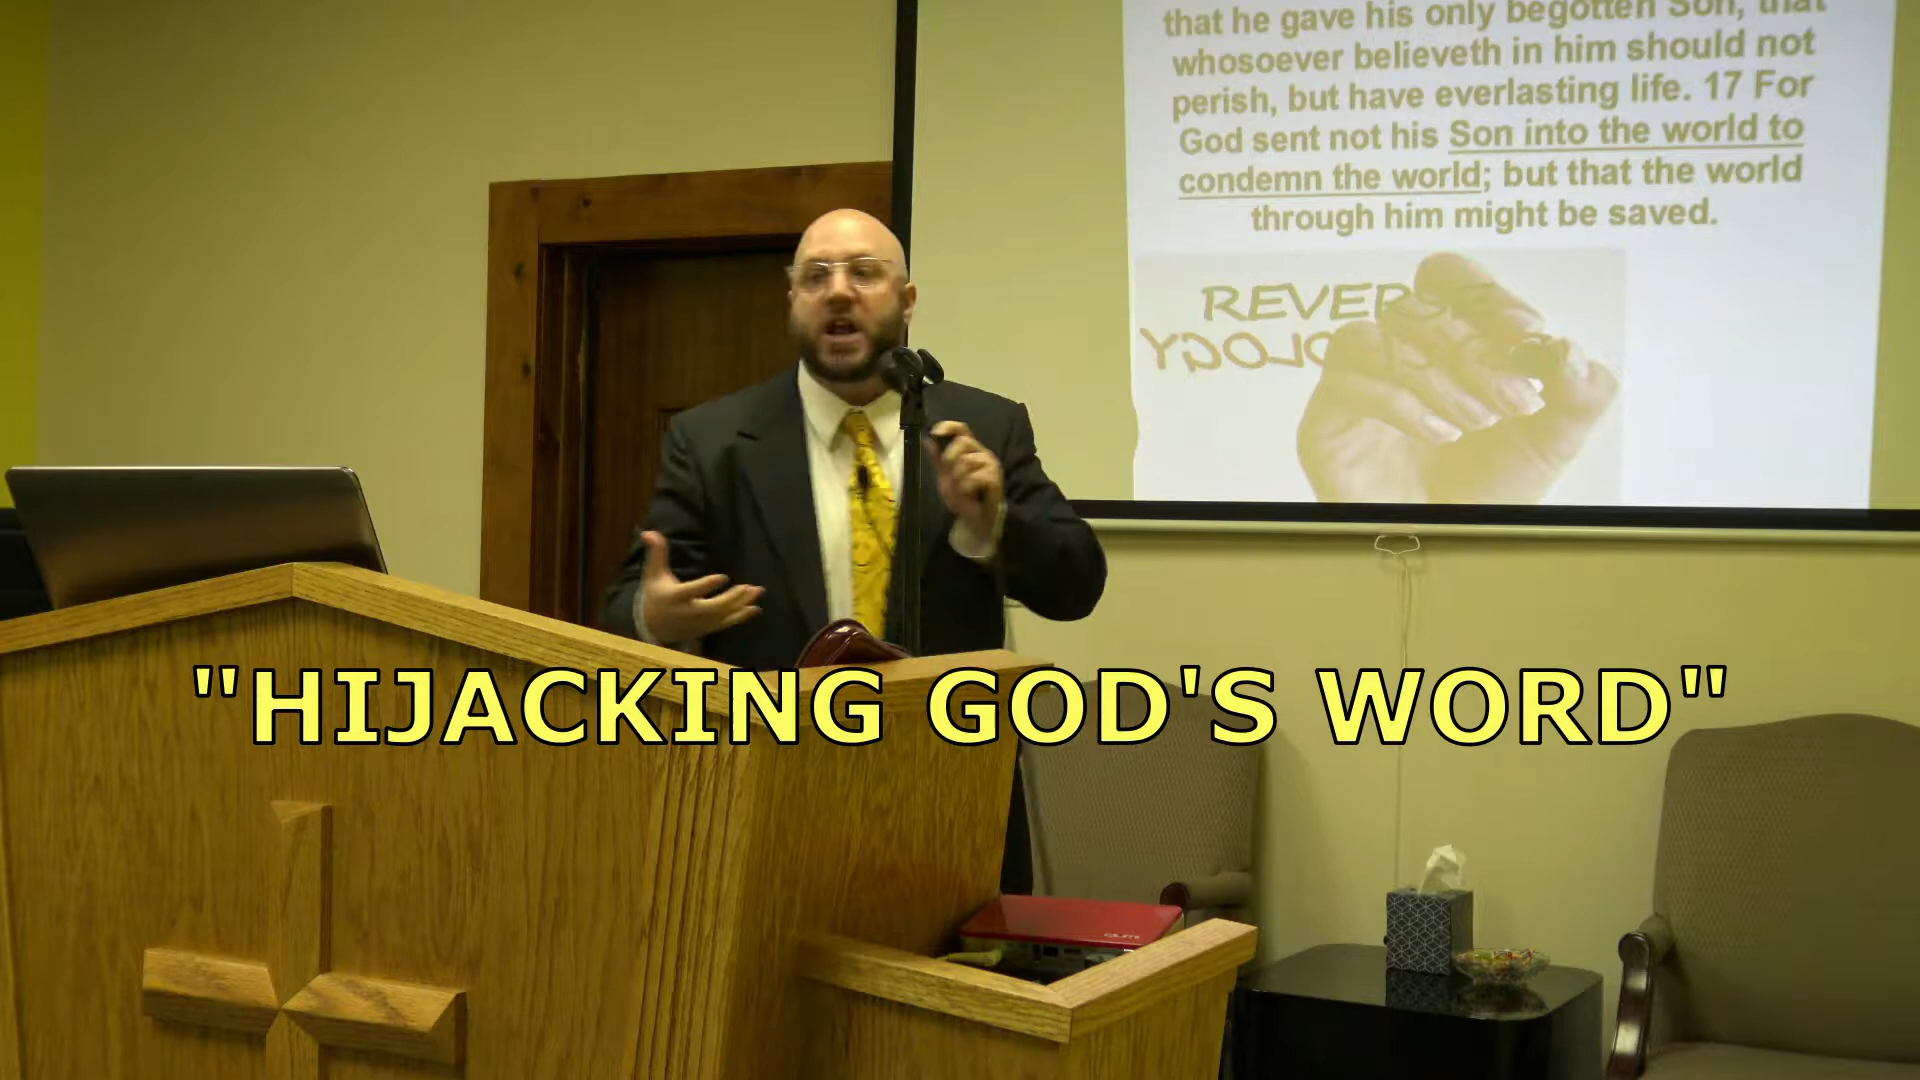 that he gave his only begotten Son, that
whosoever believeth in him should not
perish, but have everlasting life. 17 For
God sent not his Son into the world to
condemn the world; but that the world
through him might be saved.
REVERS
"HIJACKING GOD'S WORD"